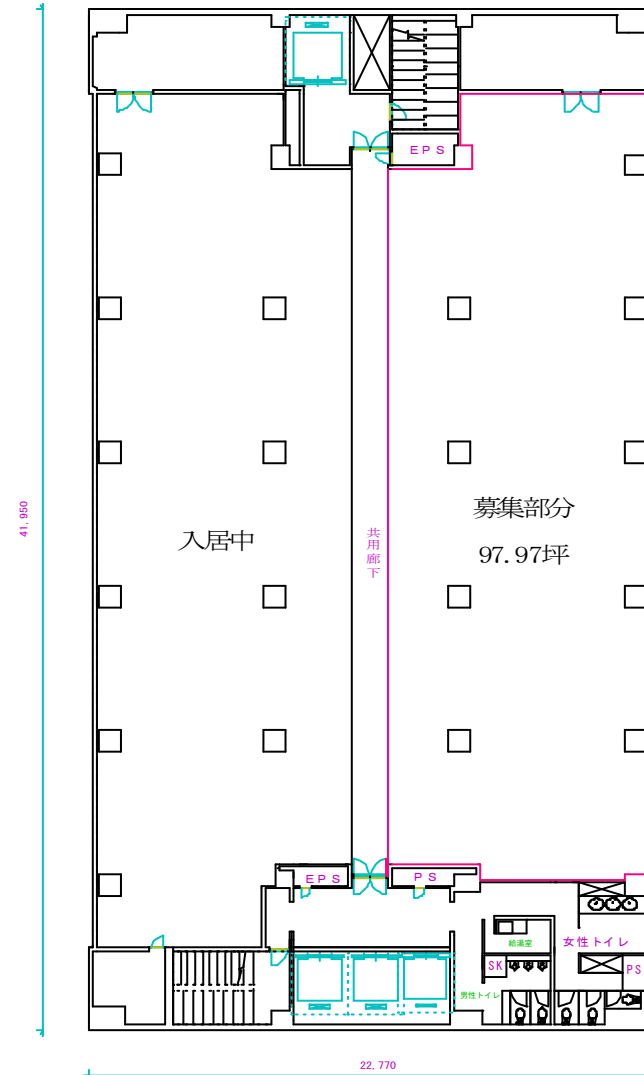 EPS
41,950
募集部分
97.97坪
入居中
共用廊下
EPS
PS
給湯室
女性トイレ
SK
PS
男性トイレ
22,770